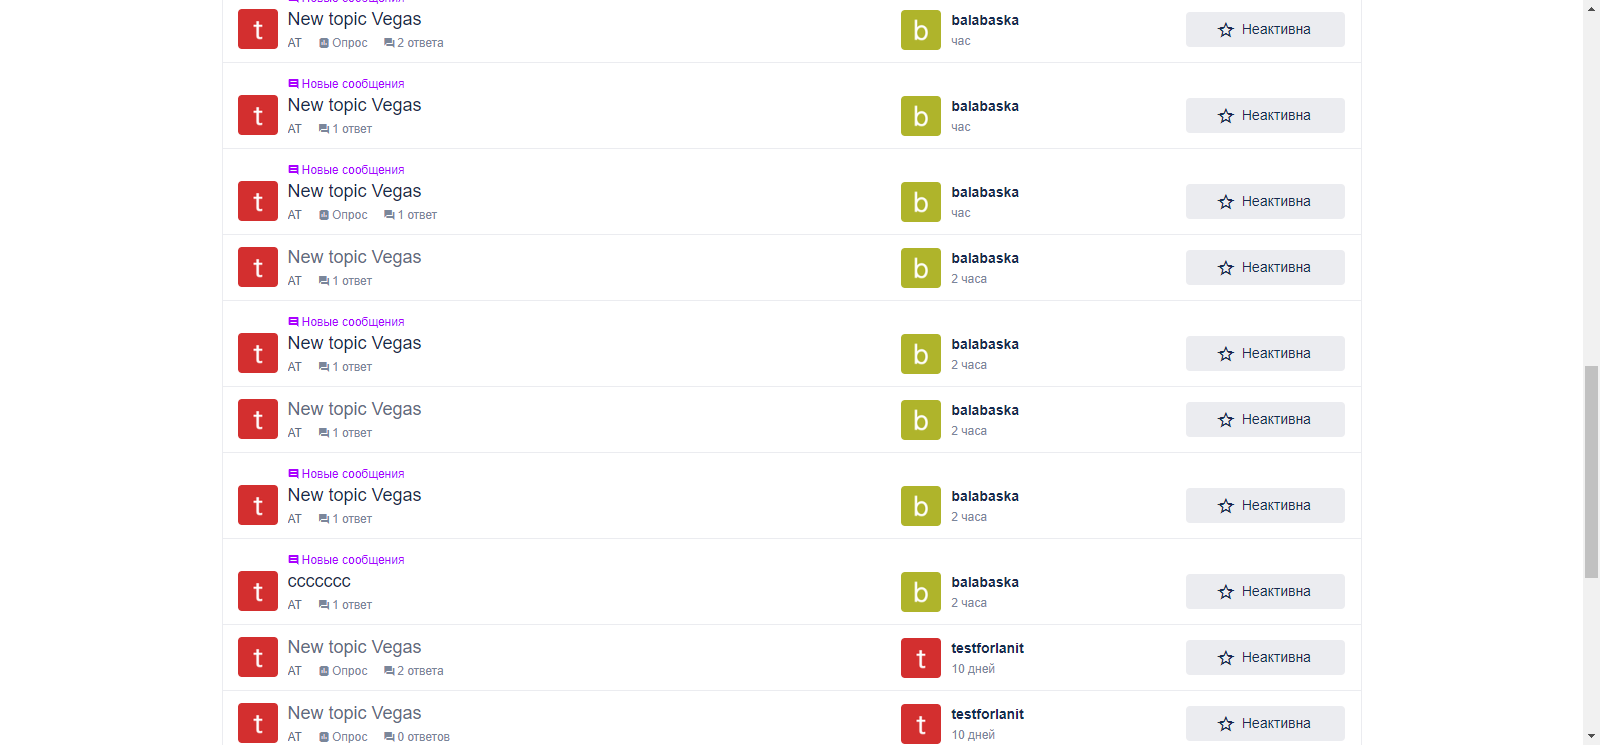 Новые сообщения
t
New topic Vegas
AT Опрос 2 ответа
b
balabaska
час
Неактивна
Новые сообщения
t
New topic Vegas
AT 1 ответ
b
balabaska
час
Неактивна
Новые сообщения
t
New topic Vegas
AT Опрос 1 ответ
b
balabaska
час
Неактивна
t
New topic Vegas
AT 1 ответ
b
balabaska
2 часа
Неактивна
Новые сообщения
t
New topic Vegas
AT 1 ответ
b
balabaska
2 часа
Неактивна
t
New topic Vegas
AT 1 ответ
b
balabaska
2 часа
Неактивна
Новые сообщения
t
New topic Vegas
AT 1 ответ
b
balabaska
2 часа
Неактивна
Новые сообщения
t
ССССССС
AT 1 ответ
b
balabaska
2 часа
Неактивна
t
New topic Vegas
AT Опрос 2 ответа
t
testforlanit
10 дней
Неактивна
t
New topic Vegas
AT Опрос 0 ответов
t
testforlanit
10 дней
Неактивна